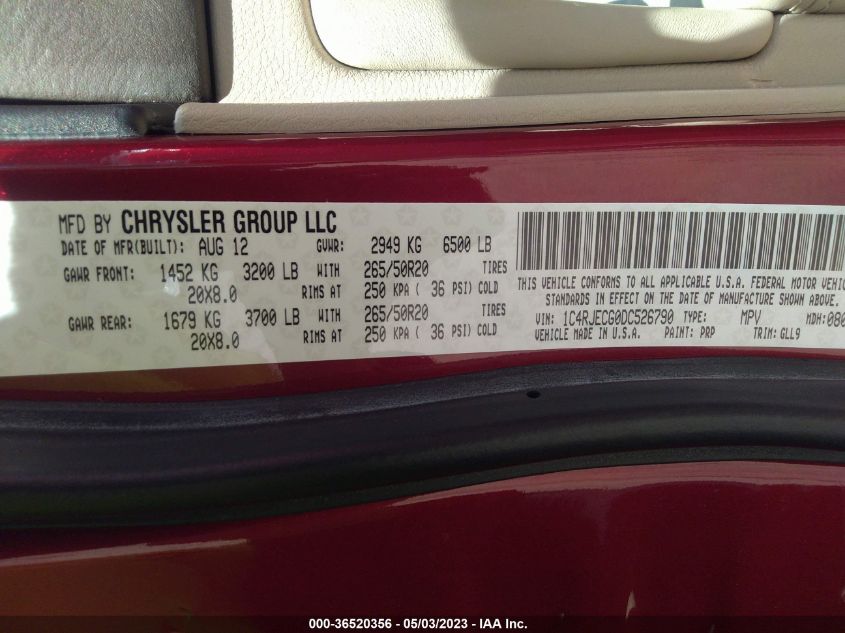 MFD BY CHRYSLER GROUP LLC
DATE OF MFR(BUILT): AUG 12 GVWR: 2949 KG 6500 LB
GAWR FRONT: 1452 KG 3200 LB WITH 265/50R20 TIRES
20X8.0 RIMS AT 250 KPA ( 36 PSI) COLD
GAWR REAR: 1679 KG 3700 LB WITH 265/50R20 TIRES
20X8.0 RIMS AT 250 KPA ( 36 PSI) COLD
THIS VEHICLE CONFORMS TO ALL APPLICABLE U.S.A. FEDERAL MOTOR VEHIC
STANDARDS IN EFFECT ON THE DATE OF MANUFACTURE SHOWN ABOVE.
VIN: 1C4RJECG0DC526790 TYPE: MPV MDH:080
VEHICLE MADE IN U.S.A. PAINT: PRP TRIM: GLL9
000-36520356 - 05/03/2023 - IAA Inc.